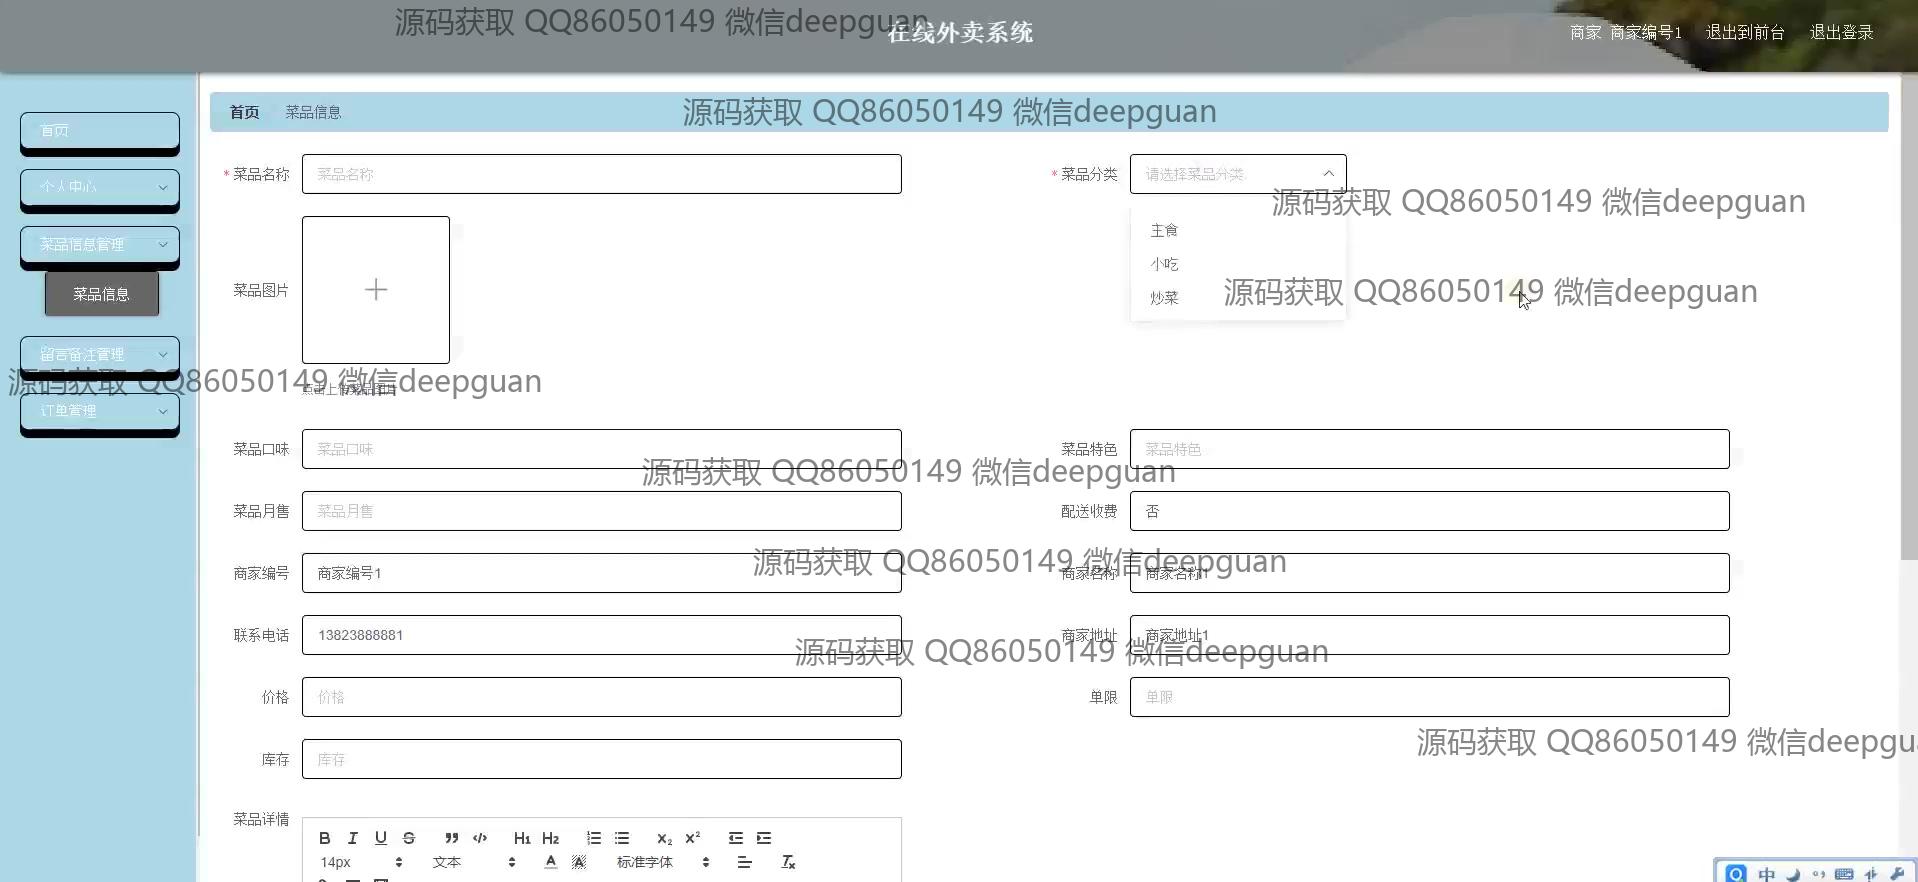 源码获取 QQ86050149 微信deepguan
在线外卖系统
商家 商家编号1 退出到前台 退出登录
首页 菜品信息
源码获取 QQ86050149 微信deepguan
首页
个人中心
菜品信息管理
菜品信息
留言备注管理
订单管理
* 菜品名称 菜品名称
* 菜品分类 请选择菜品分类
源码获取 QQ86050149 微信deepguan
主食
小吃
炒菜
源码获取 QQ86050149 微信deepguan
菜品图片
点击上传菜品图片
源码获取 QQ86050149 微信deepguan
菜品口味 菜品口味
菜品特色 菜品特色
源码获取 QQ86050149 微信deepguan
菜品月售 菜品月售
配送收费 否
源码获取 QQ86050149 微信deepguan
商家编号 商家编号1
商家名称 商家名称1
联系电话 13823888881
商家地址 商家地址1
源码获取 QQ86050149 微信deepguan
价格 价格
单限 单限
源码获取 QQ86050149 微信deepgu
库存 库存
菜品详情
B I U S H1 H2 X2 X2
14px 文本 A A 标准字体 Tx
中